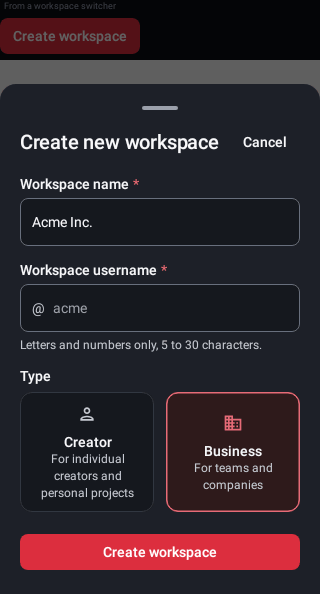 From a workspace switcher
Create workspace
Create new workspace
Cancel
Workspace name *
Acme Inc.
Workspace username *
@ acme
Letters and numbers only, 5 to 30 characters.
Type
Creator
For individual
creators and
personal projects
Business
For teams and
companies
Create workspace